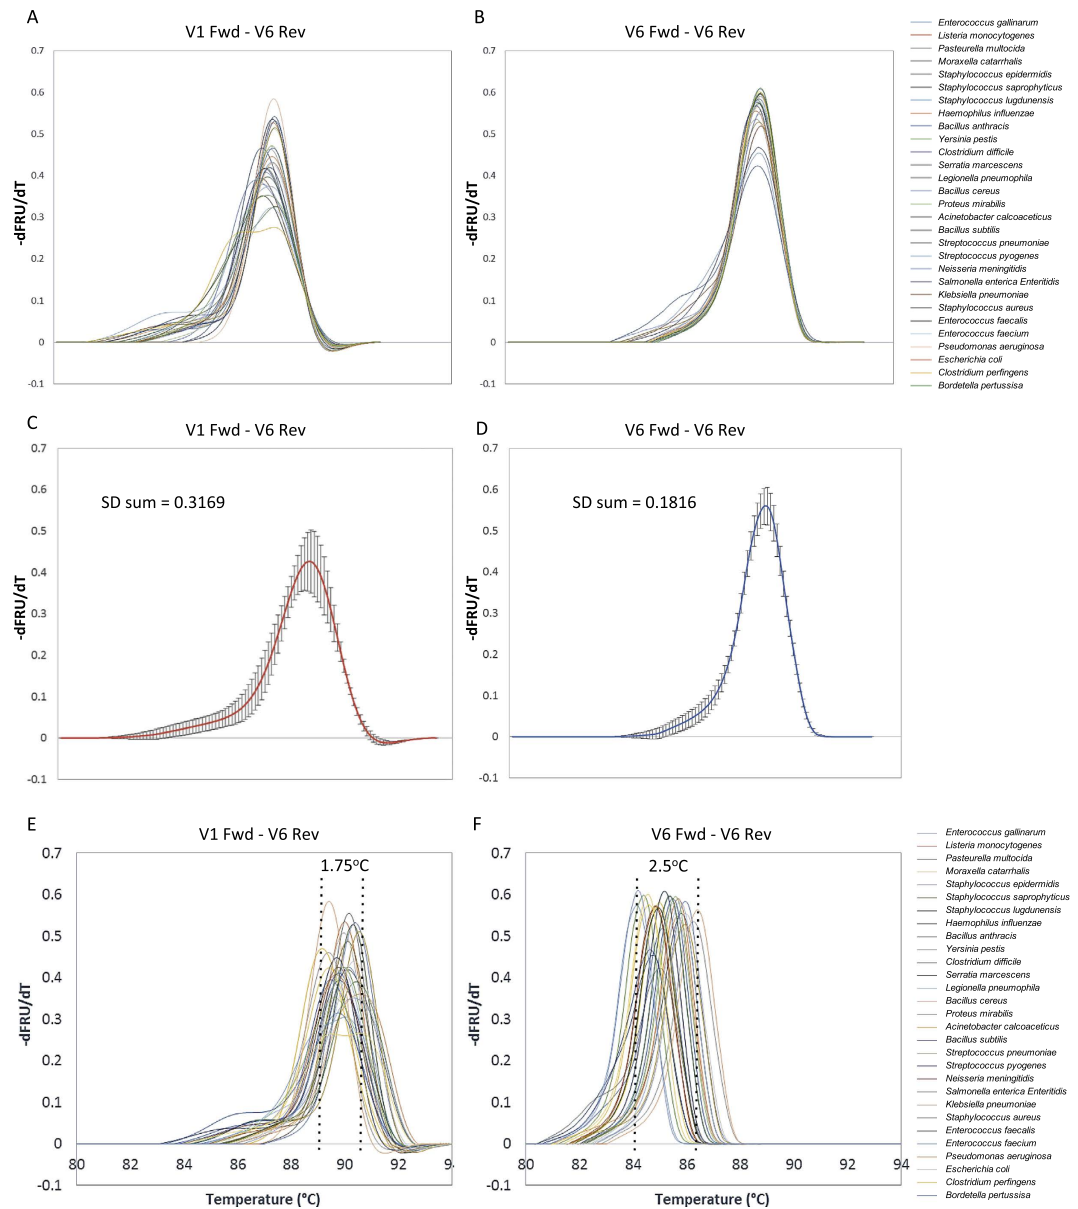 A
V1 Fwd - V6 Rev
0.7
0.6
0.5
0.4
0.3
0.2
0.1
0
-0.1
-dFRU/dT
B
V6 Fwd - V6 Rev
0.7
0.6
0.5
0.4
0.3
0.2
0.1
0
-0.1
Enterococcus gallinarum
Listeria monocytogenes
Pasteurella multocida
Moraxella catarrhalis
Staphylococcus epidermidis
Staphylococcus saprophyticus
Staphylococcus lugdunensis
Haemophilus influenzae
Bacillus anthracis
Yersinia pestis
Clostridium difficile
Serratia marcescens
Legionella pneumophila
Bacillus cereus
Proteus mirabilis
Acinetobacter calcoaceticus
Bacillus subtilis
Streptococcus pneumoniae
Streptococcus pyogenes
Neisseria meningitidis
Salmonella enterica Enteritidis
Klebsiella pneumoniae
Staphylococcus aureus
Enterococcus faecalis
Enterococcus faecium
Pseudomonas aeruginosa
Escherichia coli
Clostridium perfingens
Bordetella pertussisa
C
V1 Fwd - V6 Rev
SD sum = 0.3169
0.7
0.6
0.5
0.4
0.3
0.2
0.1
0
-0.1
-dFRU/dT
D
V6 Fwd - V6 Rev
SD sum = 0.1816
0.7
0.6
0.5
0.4
0.3
0.2
0.1
0
-0.1
-dFRU/dT
E
V1 Fwd - V6 Rev
1.75°C
0.7
0.6
0.5
0.4
0.3
0.2
0.1
0
-0.1
-dFRU/dT
80 82 84 86 88 90 92 94
Temperature (°C)
F
V6 Fwd - V6 Rev
2.5°C
0.7
0.6
0.5
0.4
0.3
0.2
0.1
0
-0.1
-dFRU/dT
80 82 84 86 88 90 92 94
Temperature (°C)
Enterococcus gallinarum
Listeria monocytogenes
Pasteurella multocida
Moraxella catarrhalis
Staphylococcus epidermidis
Staphylococcus saprophyticus
Staphylococcus lugdunensis
Haemophilus influenzae
Bacillus anthracis
Yersinia pestis
Clostridium difficile
Serratia marcescens
Legionella pneumophila
Bacillus cereus
Proteus mirabilis
Acinetobacter calcoaceticus
Bacillus subtilis
Streptococcus pneumoniae
Streptococcus pyogenes
Neisseria meningitidis
Salmonella enterica Enteritidis
Klebsiella pneumoniae
Staphylococcus aureus
Enterococcus faecalis
Enterococcus faecium
Pseudomonas aeruginosa
Escherichia coli
Clostridium perfingens
Bordetella pertussisa